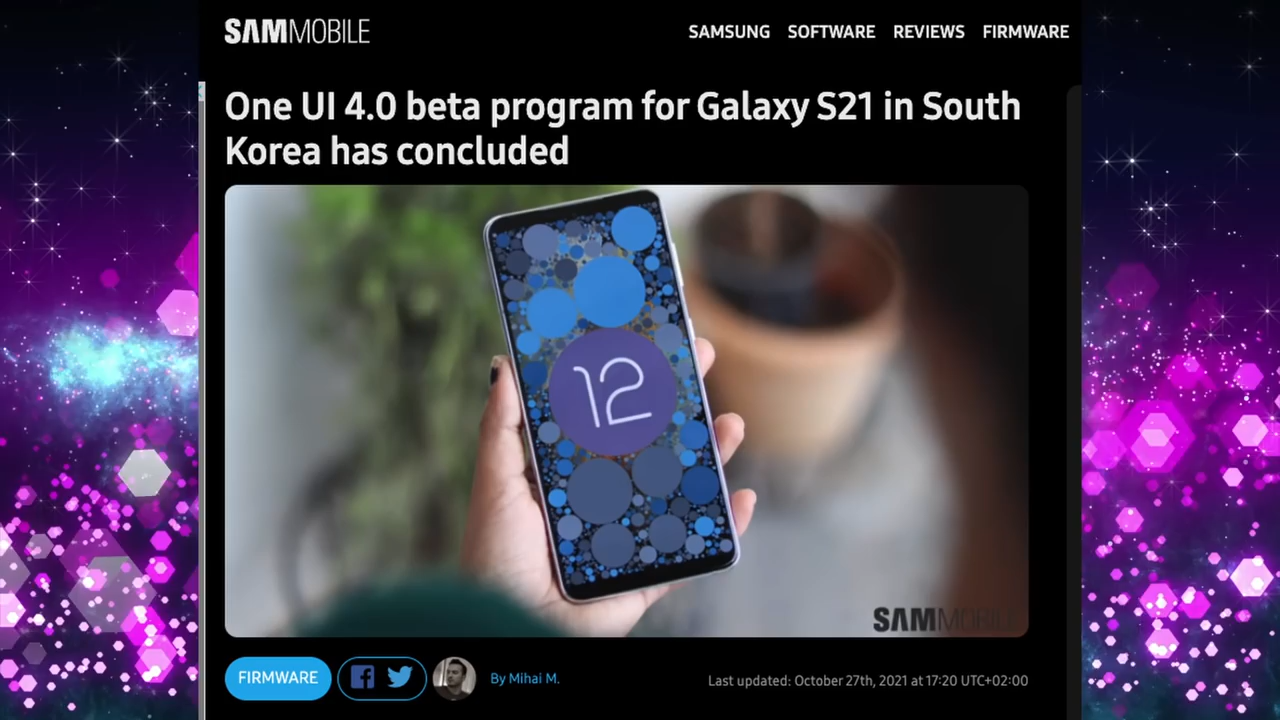 SAMMOBILE
SAMSUNG SOFTWARE REVIEWS FIRMWARE
One UI 4.0 beta program for Galaxy S21 in South
Korea has concluded
12
SAMMOBILE
FIRMWARE
By Mihai M.
Last updated: October 27th, 2021 at 17:20 UTC+02:00